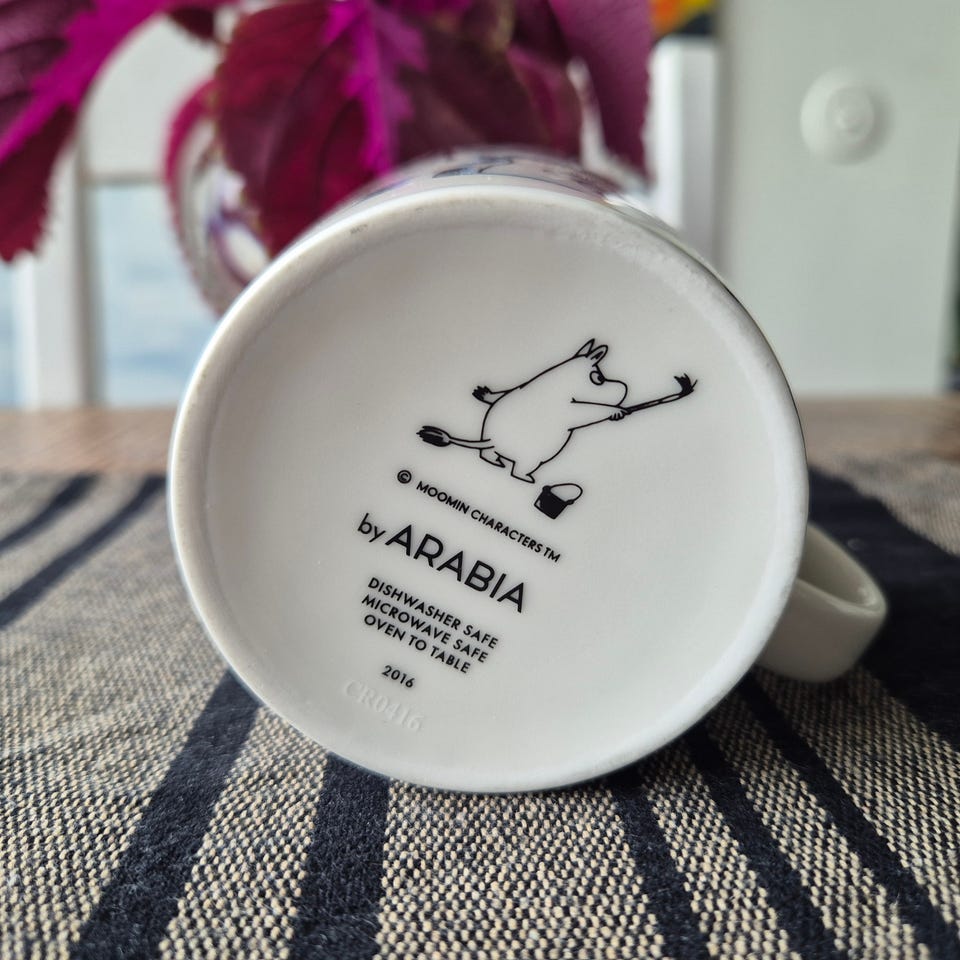 © MOOMIN CHARACTERS™
by ARABIA
DISHWASHER SAFE
MICROWAVE SAFE
OVEN TO TABLE
2016
CR0416